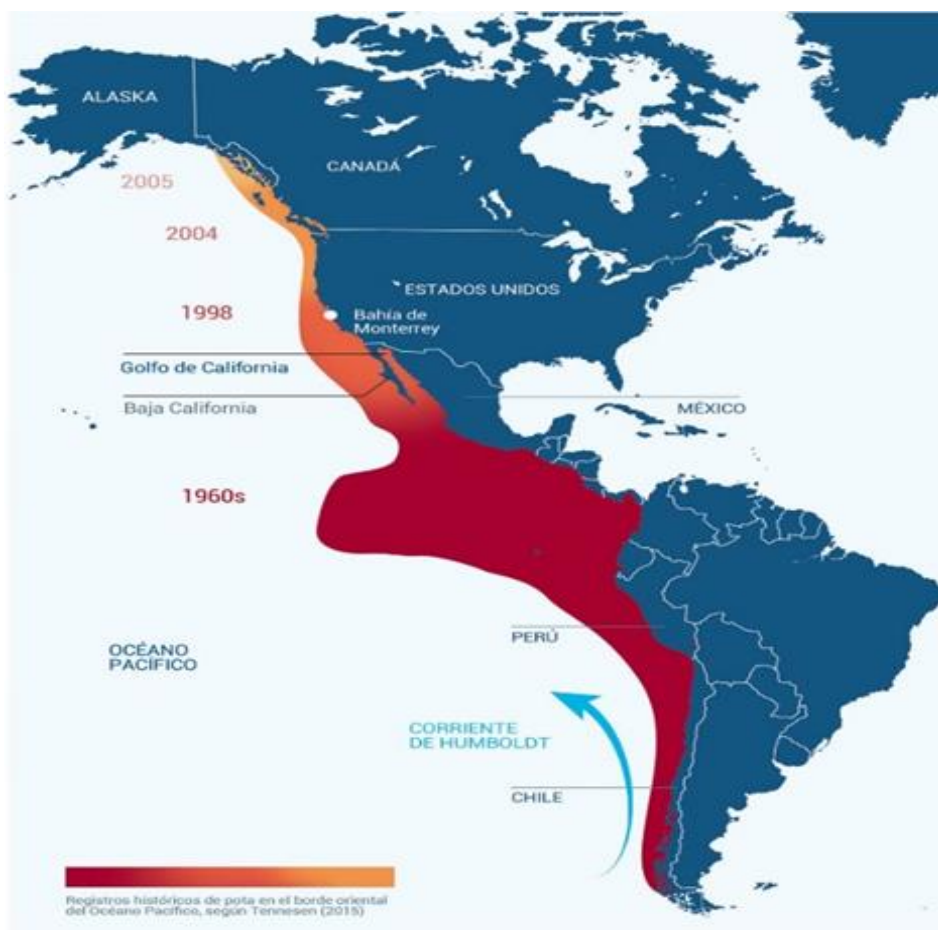 ALASKA
CANADÁ
2005
2004
ESTADOS UNIDOS
1998
Bahía de
Monterrey
Golfo de California
Baja California
MÉXICO
1960s
PERÚ
OCÉANO
PACÍFICO
CORRIENTE
DE HUMBOLDT
CHILE
Registros históricos de pota en el borde oriental
del Océano Pacífico, según Tennesen (2015)